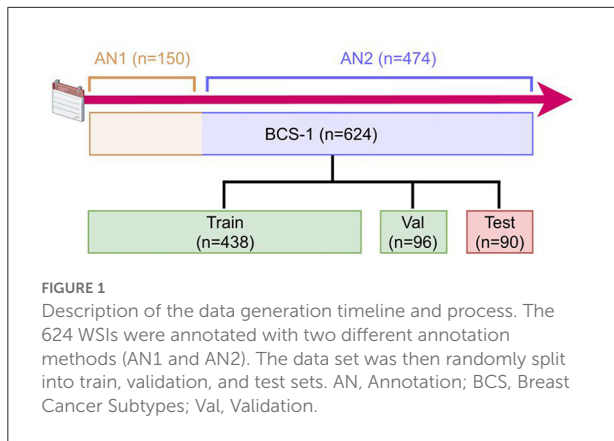 AN1 (n=150) AN2 (n=474)
BCS-1 (n=624)
Train Val Test
(n=438) (n=96) (n=90)
FIGURE 1
Description of the data generation timeline and process. The
624 WSIs were annotated with two different annotation
methods (AN1 and AN2). The data set was then randomly split
into train, validation, and test sets. AN, Annotation; BCS, Breast
Cancer Subtypes; Val, Validation.